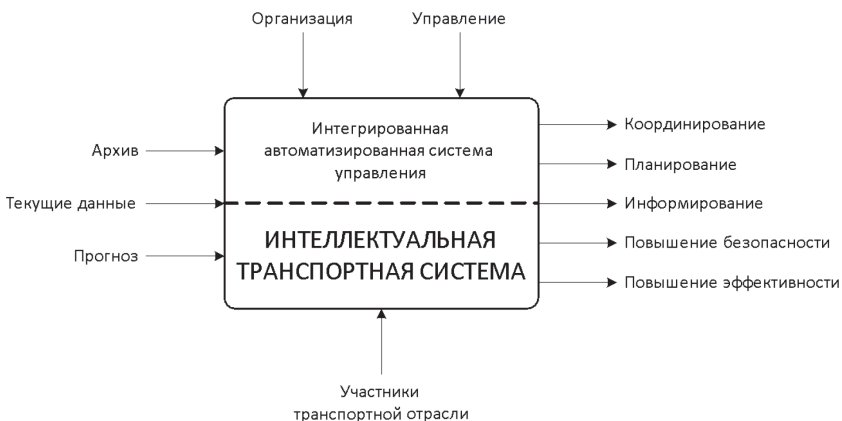 Организация
Управление
Интегрированная
автоматизированная система
управления
Архив
Текущие данные
Прогноз
ИНТЕЛЛЕКТУАЛЬНАЯ
ТРАНСПОРТНАЯ СИСТЕМА
Координирование
Планирование
Информирование
Повышение безопасности
Повышение эффективности
Участники
транспортной отрасли